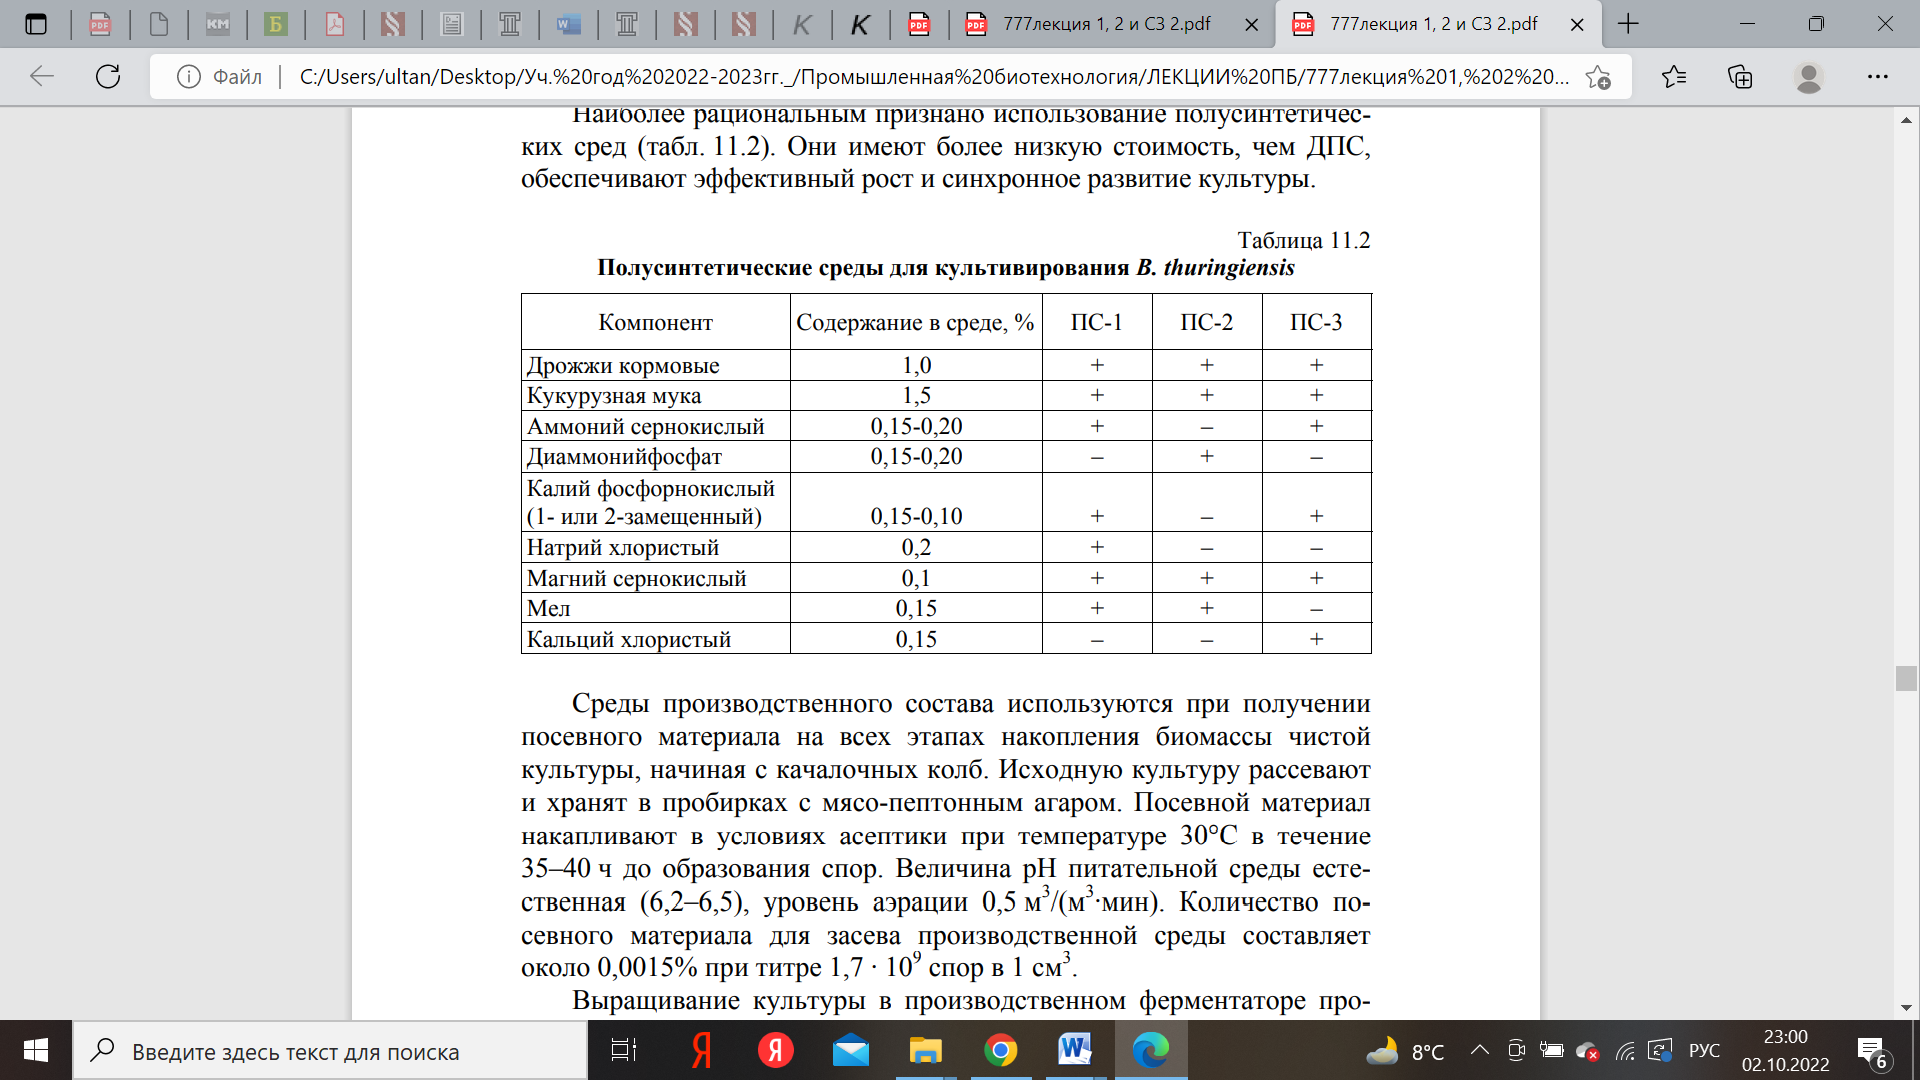 777лекция 1, 2 и СЗ 2.pdf
777лекция 1, 2 и СЗ 2.pdf
Файл
C:/Users/ultan/Desktop/Уч.%20год%202022-2023гг._/Промышленная%20биотехнология/ЛЕКЦИИ%20ПБ/777лекция%201,%202%20...
Наиболее рациональным признано использование полусинтетичес-
ких сред (табл. 11.2). Они имеют более низкую стоимость, чем ДПС,
обеспечивают эффективный рост и синхронное развитие культуры.
Таблица 11.2
Полусинтетические среды для культивирования B. thuringiensis
Компонент Содержание в среде, % ПС-1 ПС-2 ПС-3
Дрожжи кормовые 1,0 + + +
Кукурузная мука 1,5 + + +
Аммоний сернокислый 0,15-0,20 + – +
Диаммонийфосфат 0,15-0,20 – + –
Калий фосфорнокислый
(1- или 2-замещенный) 0,15-0,10 + – +
Натрий хлористый 0,2 + – –
Магний сернокислый 0,1 + + +
Мел 0,15 + + –
Кальций хлористый 0,15 – – +
Среды производственного состава используются при получении
посевного материала на всех этапах накопления биомассы чистой
культуры, начиная с качалочных колб. Исходную культуру рассевают
и хранят в пробирках с мясо-пептонным агаром. Посевной материал
накапливают в условиях асептики при температуре 30°С в течение
35–40 ч до образования спор. Величина рН питательной среды есте-
ственная (6,2–6,5), уровень аэрации 0,5 м³/(м³·мин). Количество по-
севного материала для засева производственной среды составляет
около 0,0015% при титре 1,7 · 10⁹ спор в 1 см³.
Выращивание культуры в производственном ферментаторе про-
Введите здесь текст для поиска
8°C
РУС
23:00
02.10.2022
6